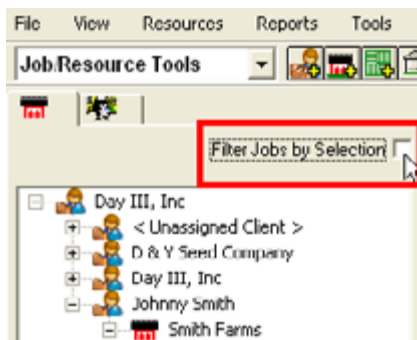 File View Resources Reports Tools
Job/Resource Tools
Filter Jobs by Selection
Day III, Inc
< Unassigned Client >
D & Y Seed Company
Day III, Inc
Johnny Smith
Smith Farms